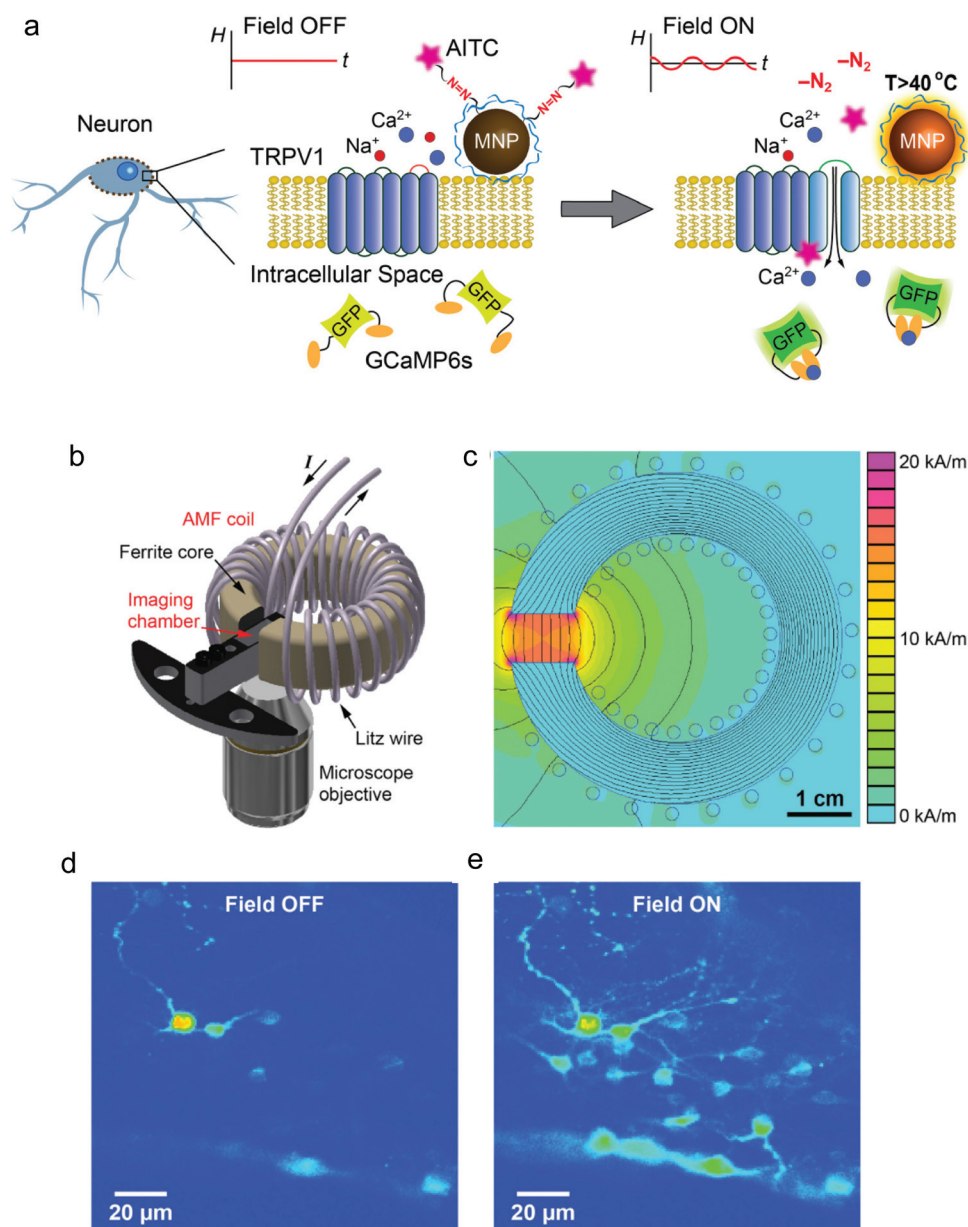 a
H
Field OFF
t
AITC
N=N
N=N
Neuron
TRPV1
Na⁺
Ca²⁺
MNP
Intracellular Space
GFP
GFP
GCaMP6s
H
Field ON
t
–N₂
–N₂
T>40 °C
Ca²⁺
Na⁺
MNP
Ca²⁺
GFP
GFP
b
I
AMF coil
Ferrite core
Imaging
chamber
Litz wire
Microscope
objective
c
20 kA/m
10 kA/m
0 kA/m
1 cm
d
Field OFF
20 µm
e
Field ON
20 µm